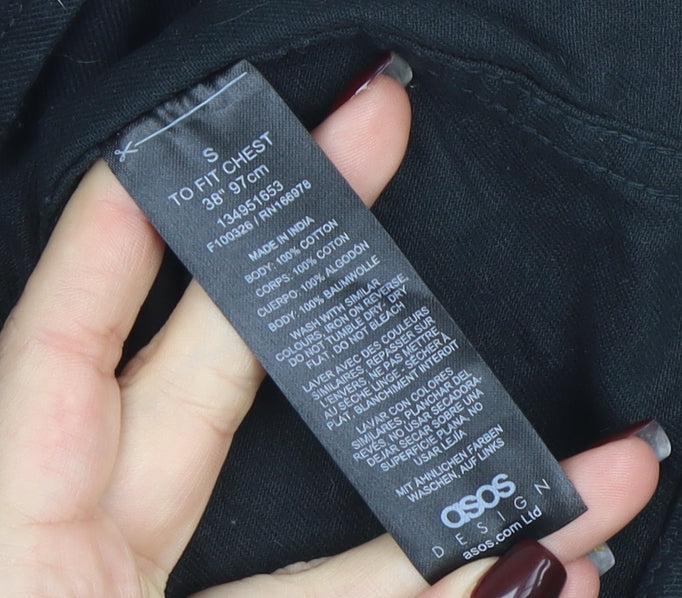 S
TO FIT CHEST
38" 97cm
134951653
F100326 / RN166978
MADE IN INDIA
BODY: 100% COTTON
CORPS: 100% COTON
CUERPO: 100% ALGODÓN
BODY: 100% BAUMWOLLE
WASH WITH SIMILAR
COLOURS, IRON ON REVERSE,
DO NOT TUMBLE DRY, DRY
FLAT, DO NOT BLEACH
LAVER AVEC DES COULEURS
SIMILAIRES, REPASSER SUR
L'ENVERS, NE PAS METTRE
AU SÈCHE-LINGE, SÉCHER À
PLAT, BLANCHIMENT INTERDIT
LAVAR CON COLORES
SIMILARES, PLANCHAR DEL
REVÉS, NO USAR SECADORA,
DEJAR SECAR SOBRE UNA
SUPERFICIE PLANA, NO
USAR LEJÍA
MIT ÄHNLICHEN FARBEN
WASCHEN, AUF LINKS
asos
DESIGN
asos.com Ltd